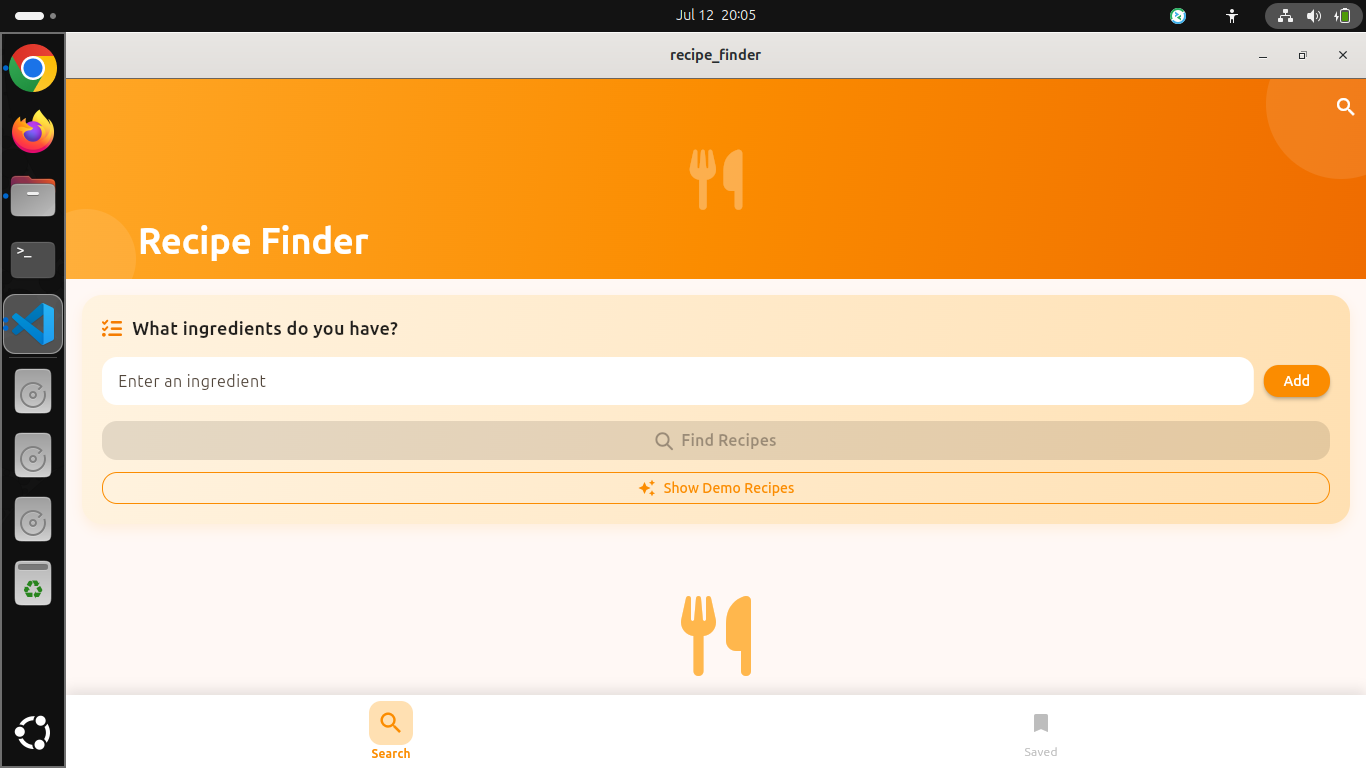 Jul 12 20:05
recipe_finder
Recipe Finder
What ingredients do you have?
Enter an ingredient
Add
Find Recipes
Show Demo Recipes
Search
Saved